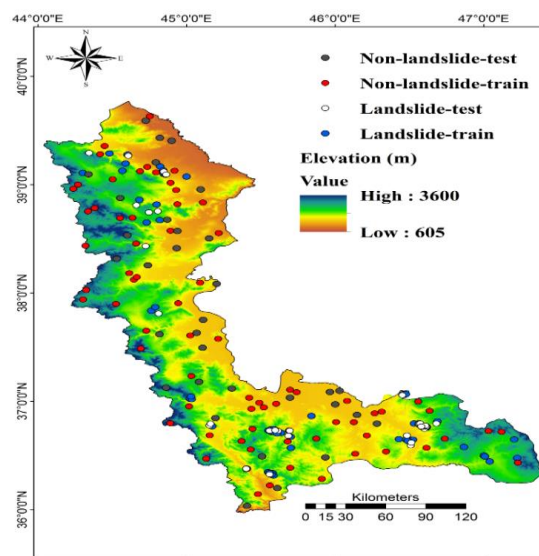 44°0'0"E 45°0'0"E 46°0'0"E 47°0'0"E
N
W E
S
Non-landslide-test
Non-landslide-train
Landslide-test
Landslide-train
Elevation (m)
Value
High : 3600
Low : 605
40°0'0"N
39°0'0"N
38°0'0"N
37°0'0"N
36°0'0"N
Kilometers
0 15 30 60 90 120